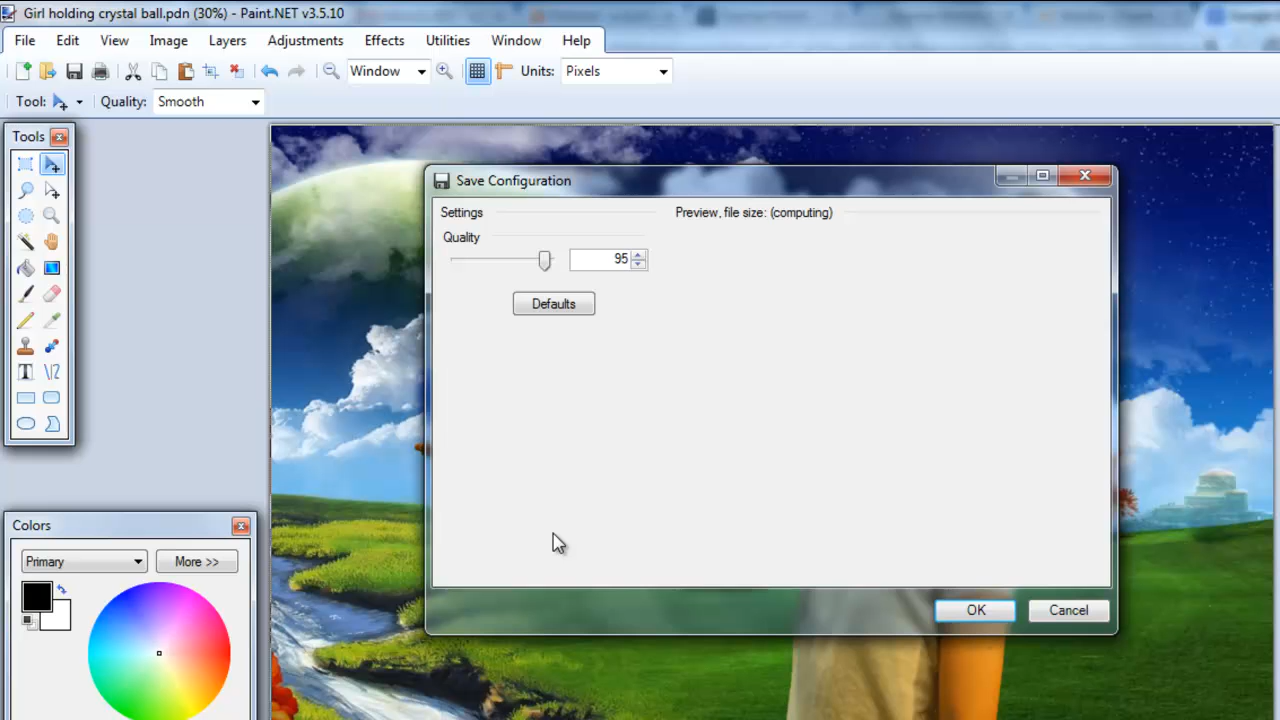 Girl holding crystal ball.pdn (30%) - Paint.NET v3.5.10
File Edit View Image Layers Adjustments Effects Utilities Window Help
Window Units: Pixels
Tool: Quality: Smooth
Tools
Save Configuration
Settings Preview, file size: (computing)
Quality
95
Defaults
Colors
Primary More >>
OK Cancel